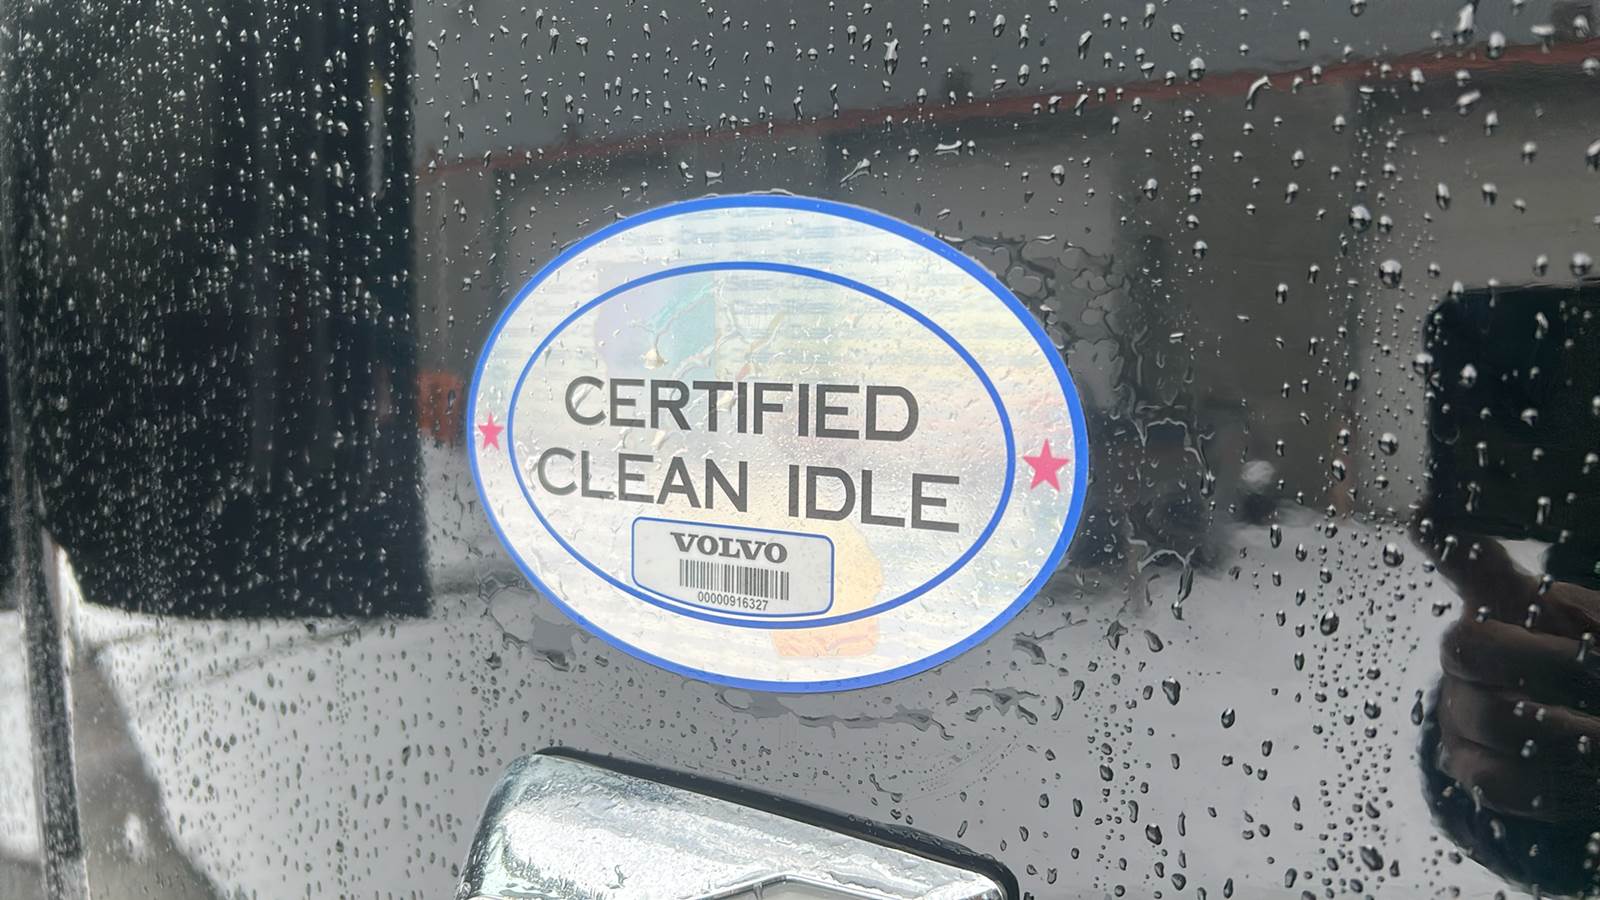 CERTIFIED
CLEAN IDLE
VOLVO
00000916327